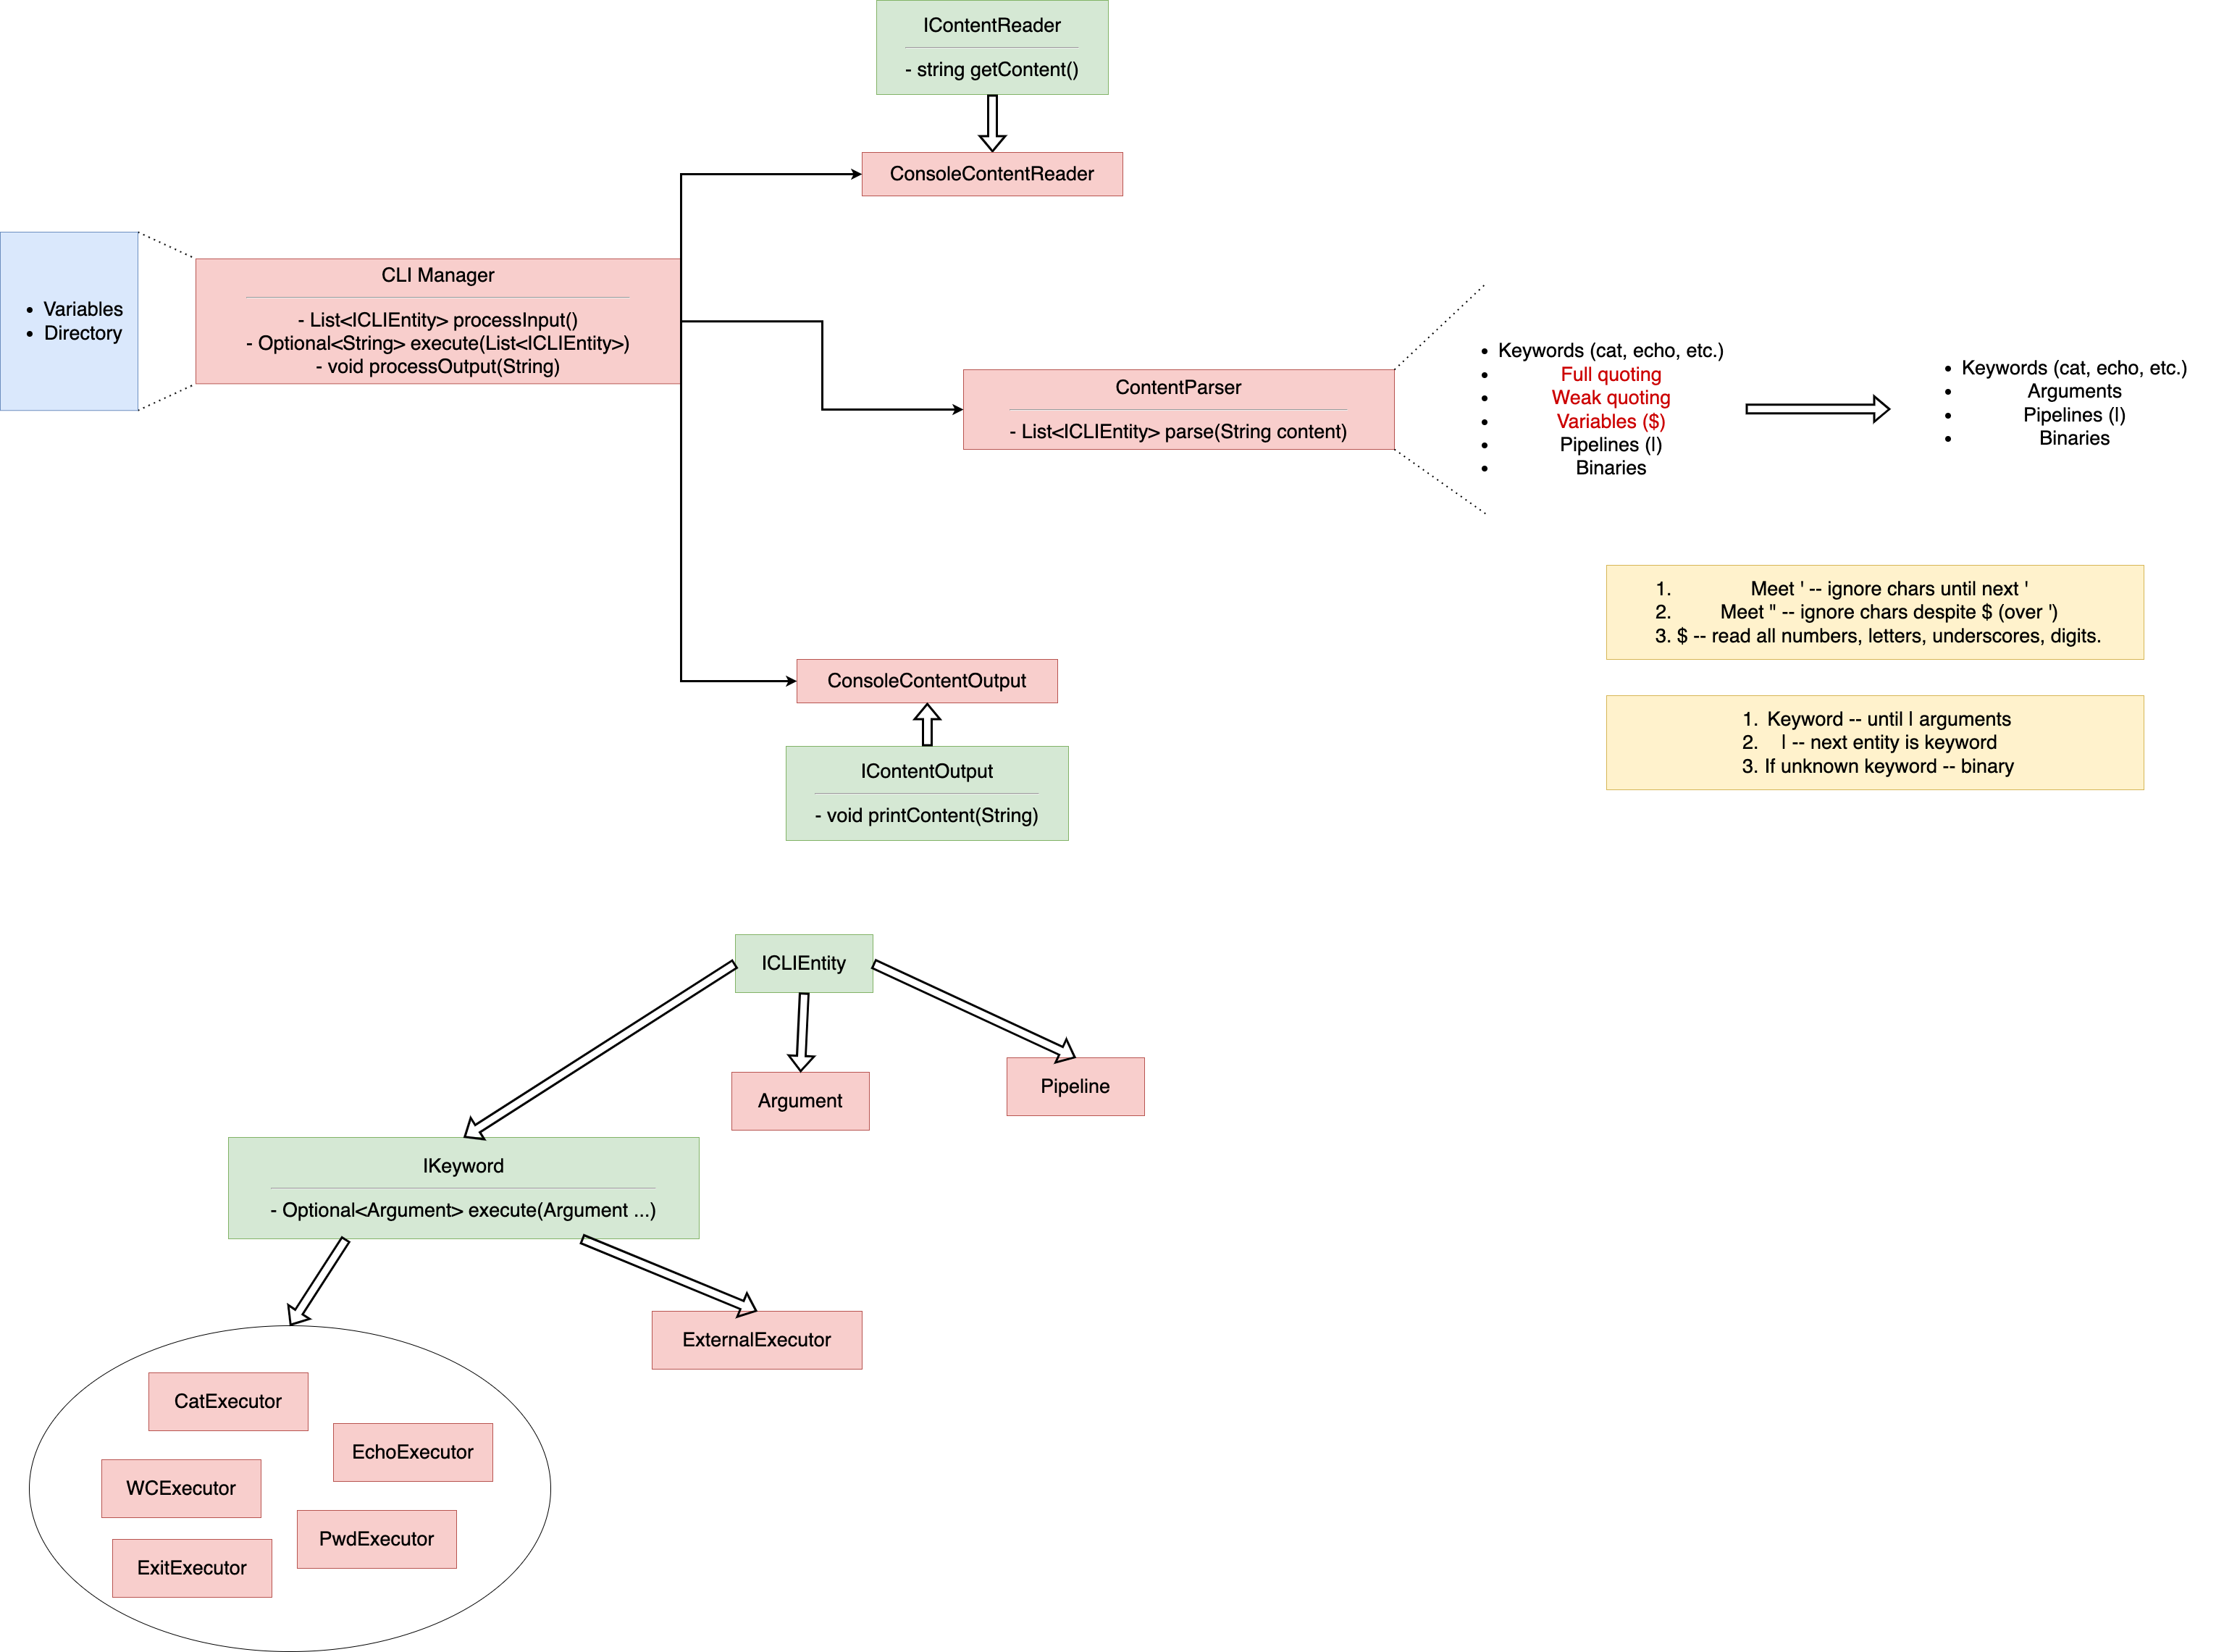 IContentReader
- string getContent()
ConsoleContentReader
• Variables
• Directory
CLI Manager
- List<ICLIEntity> processInput()
- Optional<String> execute(List<ICLIEntity>)
- void processOutput(String)
ContentParser
- List<ICLIEntity> parse(String content)
• Keywords (cat, echo, etc.)
• Full quoting
• Weak quoting
• Variables ($)
• Pipelines (|)
• Binaries
• Keywords (cat, echo, etc.)
• Arguments
• Pipelines (|)
• Binaries
1. Meet ' -- ignore chars until next '
2. Meet " -- ignore chars despite $ (over ')
3. $ -- read all numbers, letters, underscores, digits.
1. Keyword -- until | arguments
2. | -- next entity is keyword
3. If unknown keyword -- binary
ConsoleContentOutput
IContentOutput
- void printContent(String)
ICLIEntity
Argument
Pipeline
IKeyword
- Optional<Argument> execute(Argument ...)
ExternalExecutor
CatExecutor
EchoExecutor
WCExecutor
PwdExecutor
ExitExecutor